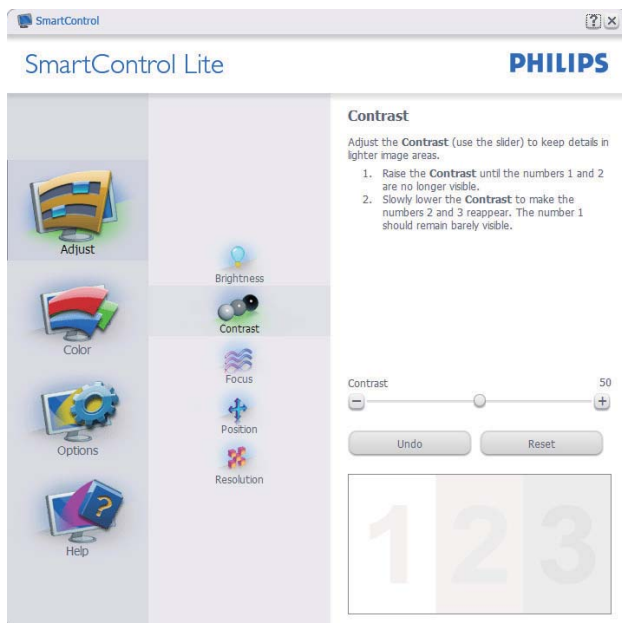 SmartControl
SmartControl Lite
PHILIPS
Adjust
Color
Options
Help
Brightness
Contrast
Focus
Position
Resolution
Contrast
Adjust the Contrast (use the slider) to keep details in
lighter image areas.
1. Raise the Contrast until the numbers 1 and 2
are no longer visible.
2. Slowly lower the Contrast to make the
numbers 2 and 3 reappear. The number 1
should remain barely visible.
Contrast 50
Undo Reset
1 2 3